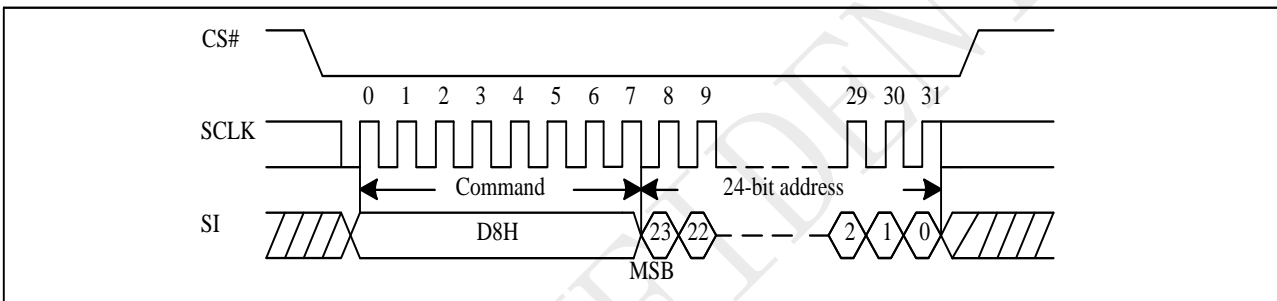 CS#
0 1 2 3 4 5 6 7 8 9 29 30 31
SCLK
Command 24-bit address
SI D8H 23 22 2 1 0
MSB